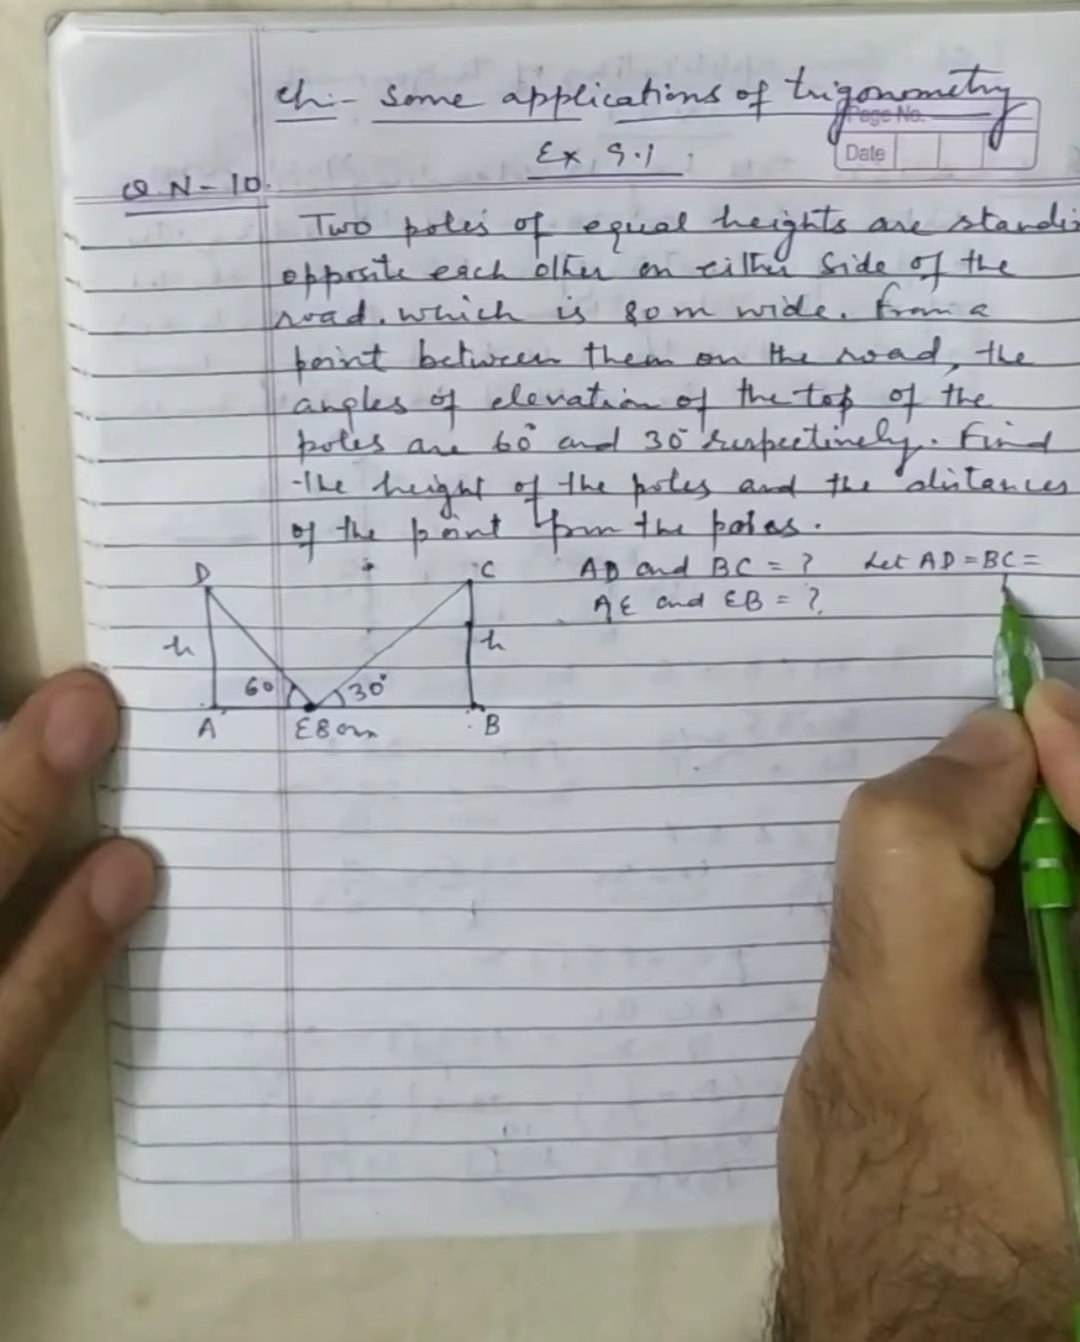 Ch:- Some applications of trigonometry
Page No.
Date
Ex 9.1
Q.N-10.
Two poles of equal heights are standi
opposite each other on either side of the
road. which is 80m wide. From a
point between them on the road, the
angles of elevation of the top of the
poles are 60° and 30° respectively. Find
the height of the poles and the distances
of the point from the poles.
D C AD and BC = ? Let AD = BC =
AE and EB = ?
h h
60 30°
A E 80m B